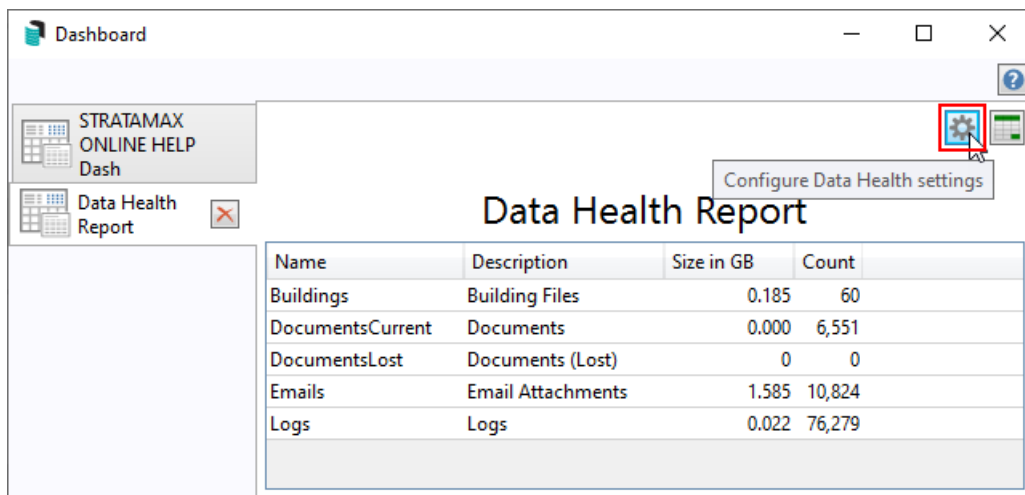 Dashboard
STRATAMAX
ONLINE HELP
Dash
Data Health
Report
Configure Data Health settings
Data Health Report
Name Description Size in GB Count
Buildings Building Files 0.185 60
DocumentsCurrent Documents 0.000 6,551
DocumentsLost Documents (Lost) 0 0
Emails Email Attachments 1.585 10,824
Logs Logs 0.022 76,279